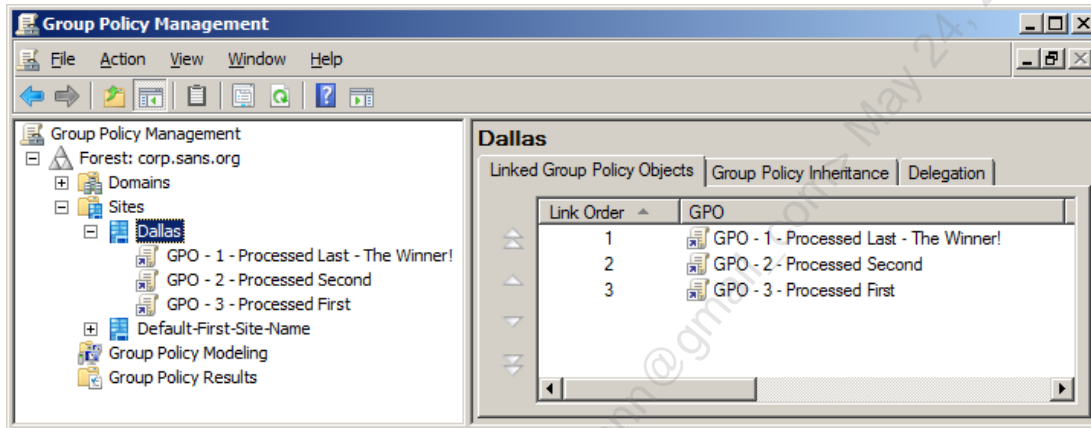 Group Policy Management
File Action View Window Help
Group Policy Management
Forest: corp.sans.org
Domains
Sites
Dallas
GPO - 1 - Processed Last - The Winner!
GPO - 2 - Processed Second
GPO - 3 - Processed First
Default-First-Site-Name
Group Policy Modeling
Group Policy Results
Dallas
Linked Group Policy Objects Group Policy Inheritance Delegation
Link Order GPO
1 GPO - 1 - Processed Last - The Winner!
2 GPO - 2 - Processed Second
3 GPO - 3 - Processed First
May 24,